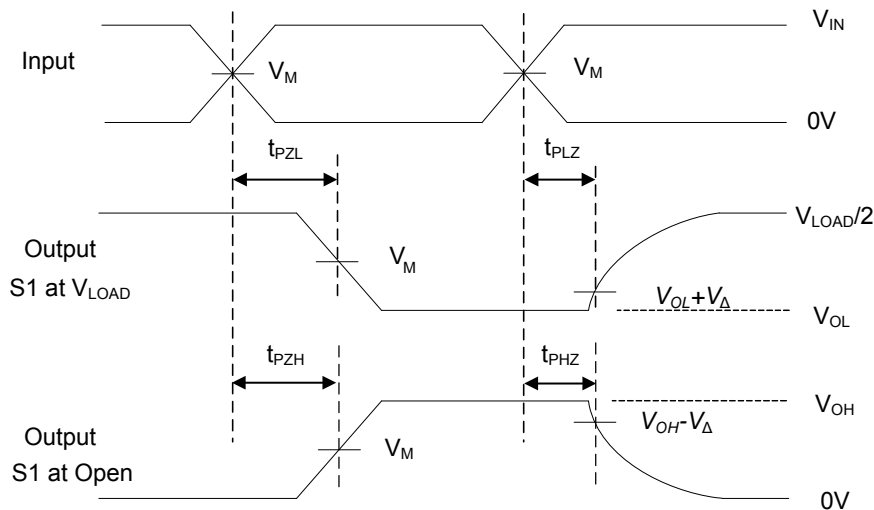 V_IN
Input
V_M
V_M
0V
t_PZL
t_PLZ
V_LOAD/2
Output
V_M
S1 at V_LOAD
V_OL+V_Δ
V_OL
t_PZH
t_PHZ
V_OH
V_OH-V_Δ
Output
V_M
S1 at Open
0V